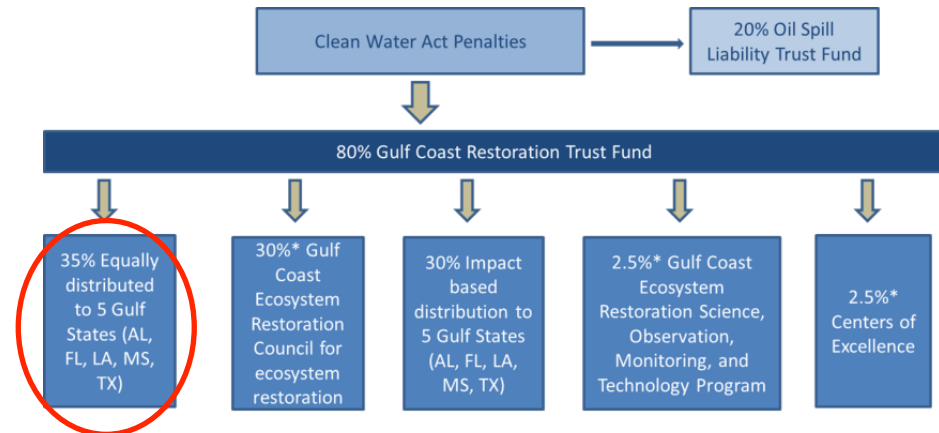 Clean Water Act Penalties
20% Oil Spill
Liability Trust Fund
80% Gulf Coast Restoration Trust Fund
35% Equally
distributed
to 5 Gulf
States (AL,
FL, LA, MS,
TX)
30%* Gulf
Coast
Ecosystem
Restoration
Council for
ecosystem
restoration
30% Impact
based
distribution to
5 Gulf States
(AL, FL, LA,
MS, TX)
2.5%* Gulf Coast
Ecosystem
Restoration Science,
Observation,
Monitoring, and
Technology Program
2.5%*
Centers of
Excellence